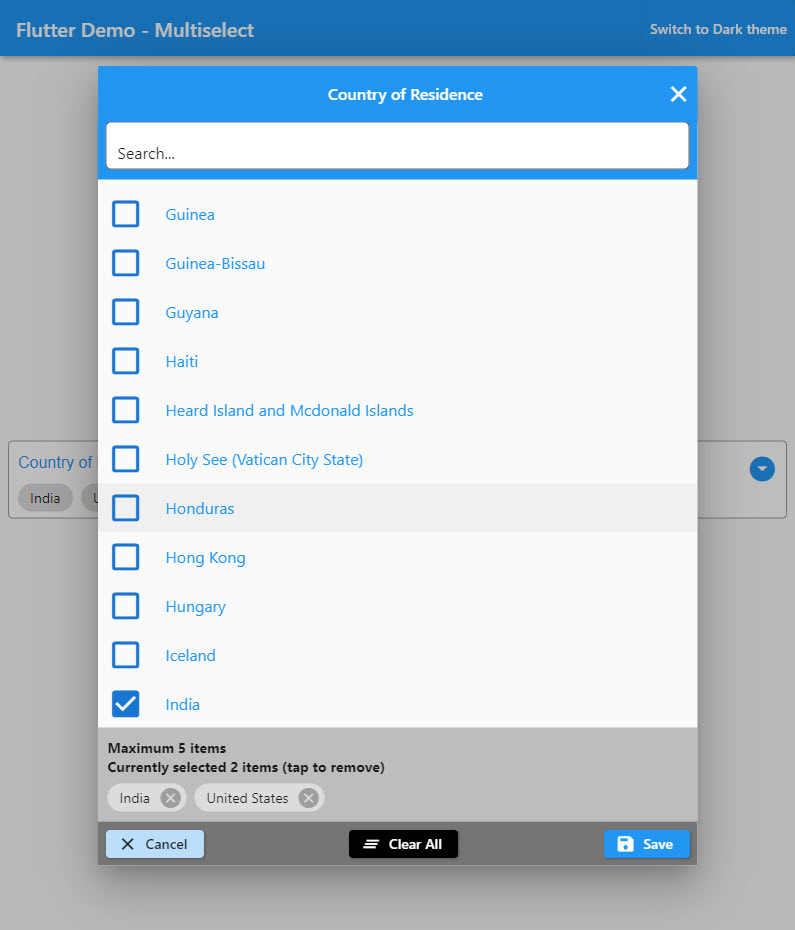 Flutter Demo - Multiselect
Switch to Dark theme
Country of Residence
Search...
Guinea
Guinea-Bissau
Guyana
Haiti
Heard Island and Mcdonald Islands
Holy See (Vatican City State)
Country of
India U
Honduras
Hong Kong
Hungary
Iceland
India
Maximum 5 items
Currently selected 2 items (tap to remove)
India United States
Cancel Clear All Save